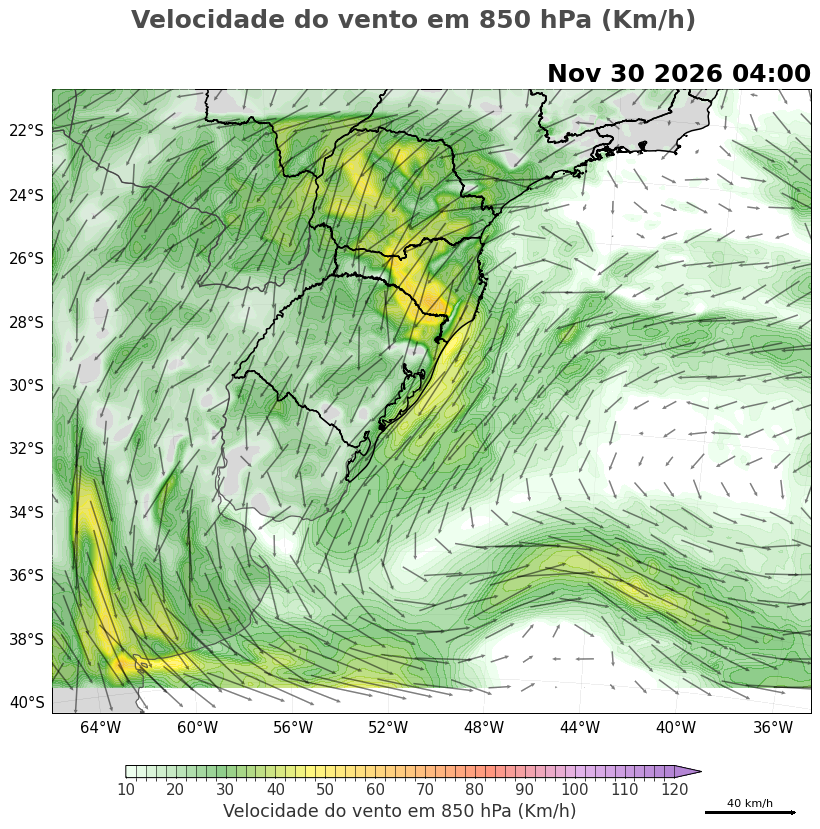 Velocidade do vento em 850 hPa (Km/h)
Nov 30 2026 04:00
22°S
24°S
26°S
28°S
30°S
32°S
34°S
36°S
38°S
40°S
64°W 60°W 56°W 52°W 48°W 44°W 40°W 36°W
10 20 30 40 50 60 70 80 90 100 110 120
Velocidade do vento em 850 hPa (Km/h)
40 km/h